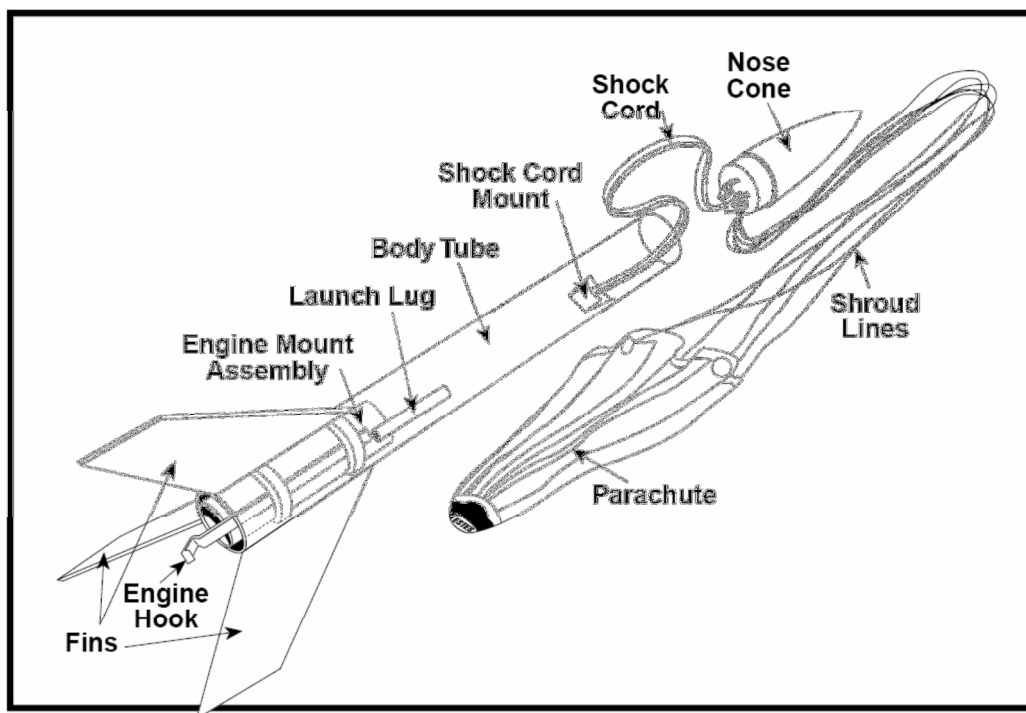 Nose
Cone
Shock
Cord
Shock Cord
Mount
Body Tube
Launch Lug
Engine Mount
Assembly
Shroud
Lines
Parachute
ESTES
Engine
Hook
Fins